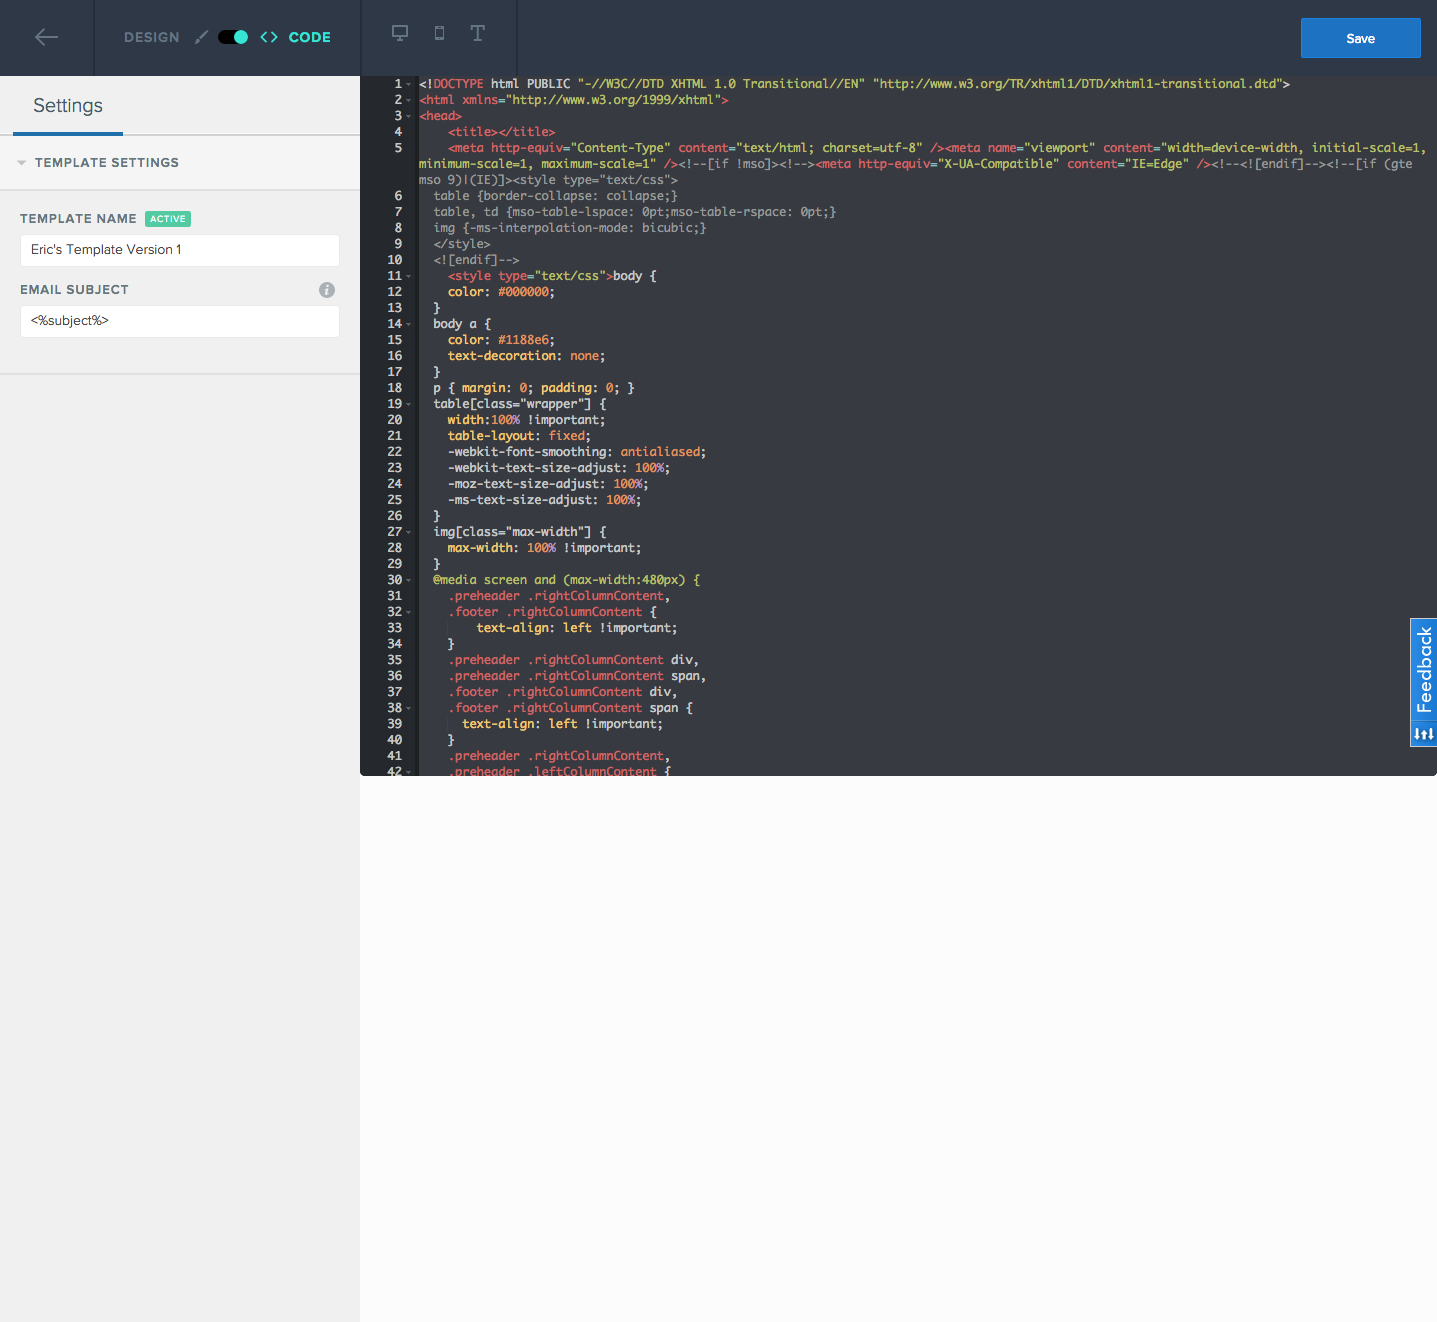 DESIGN <> CODE
Save
Settings
TEMPLATE SETTINGS
TEMPLATE NAME ACTIVE
Eric's Template Version 1
EMAIL SUBJECT
<%subject%>
1 <!DOCTYPE html PUBLIC "-//W3C//DTD XHTML 1.0 Transitional//EN" "http://www.w3.org/TR/xhtml1/DTD/xhtml1-transitional.dtd">
2 <html xmlns="http://www.w3.org/1999/xhtml">
3 <head>
4 <title></title>
5 <meta http-equiv="Content-Type" content="text/html; charset=utf-8" /><meta name="viewport" content="width=device-width, initial-scale=1,
minimum-scale=1, maximum-scale=1" /><!--[if !mso]><!--><meta http-equiv="X-UA-Compatible" content="IE=Edge" /><!--<![endif]--><!--[if (gte
mso 9)|(IE)]><style type="text/css">
6 table {border-collapse: collapse;}
7 table, td {mso-table-lspace: 0pt;mso-table-rspace: 0pt;}
8 img {-ms-interpolation-mode: bicubic;}
9 </style>
10 <![endif]-->
11 <style type="text/css">body {
12 color: #000000;
13 }
14 body a {
15 color: #1188e6;
16 text-decoration: none;
17 }
18 p { margin: 0; padding: 0; }
19 table[class="wrapper"] {
20 width:100% !important;
21 table-layout: fixed;
22 -webkit-font-smoothing: antialiased;
23 -webkit-text-size-adjust: 100%;
24 -moz-text-size-adjust: 100%;
25 -ms-text-size-adjust: 100%;
26 }
27 img[class="max-width"] {
28 max-width: 100% !important;
29 }
30 @media screen and (max-width:480px) {
31 .preheader .rightColumnContent,
32 .footer .rightColumnContent {
33 text-align: left !important;
34 }
35 .preheader .rightColumnContent div,
36 .preheader .rightColumnContent span,
37 .footer .rightColumnContent div,
38 .footer .rightColumnContent span {
39 text-align: left !important;
40 }
41 .preheader .rightColumnContent,
42 .preheader .leftColumnContent {
Feedback